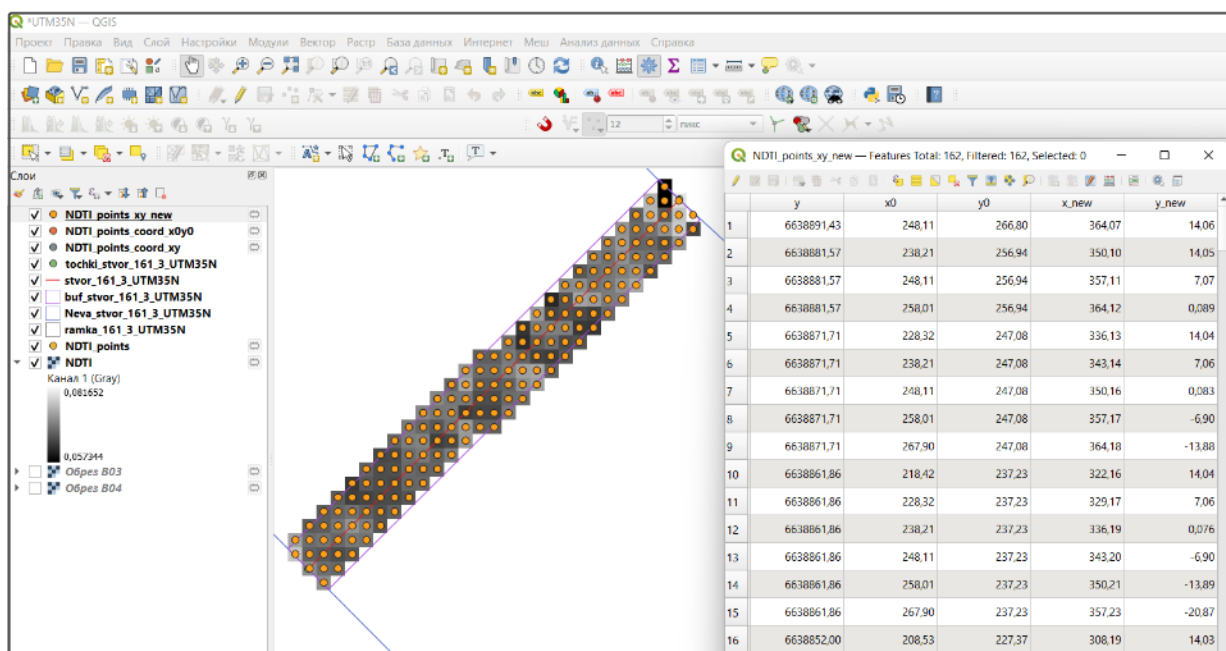 *UTM35N — QGIS
Проект Правка Вид Слой Настройки Модули Вектор Растр База данных Интернет Меш Анализ данных Справка
abc
12
пикс
Слои
NDTI_points_xy_new
NDTI_points_coord_x0y0
NDTI_points_coord_xy
tochki_stvor_161_3_UTM35N
stvor_161_3_UTM35N
buf_stvor_161_3_UTM35N
Neva_stvor_161_3_UTM35N
ramka_161_3_UTM35N
NDTI_points
NDTI
Канал 1 (Gray)
0,081652
0,057344
Обрез B03
Обрез B04
NDTI_points_xy_new — Features Total: 162, Filtered: 162, Selected: 0
y x0 y0 x_new y_new
1 6638891,43 248,11 266,80 364,07 14,06
2 6638881,57 238,21 256,94 350,10 14,05
3 6638881,57 248,11 256,94 357,11 7,07
4 6638881,57 258,01 256,94 364,12 0,089
5 6638871,71 228,32 247,08 336,13 14,04
6 6638871,71 238,21 247,08 343,14 7,06
7 6638871,71 248,11 247,08 350,16 0,083
8 6638871,71 258,01 247,08 357,17 -6,90
9 6638871,71 267,90 247,08 364,18 -13,88
10 6638861,86 218,42 237,23 322,16 14,04
11 6638861,86 228,32 237,23 329,17 7,06
12 6638861,86 238,21 237,23 336,19 0,076
13 6638861,86 248,11 237,23 343,20 -6,90
14 6638861,86 258,01 237,23 350,21 -13,89
15 6638861,86 267,90 237,23 357,23 -20,87
16 6638852,00 208,53 227,37 308,19 14,03